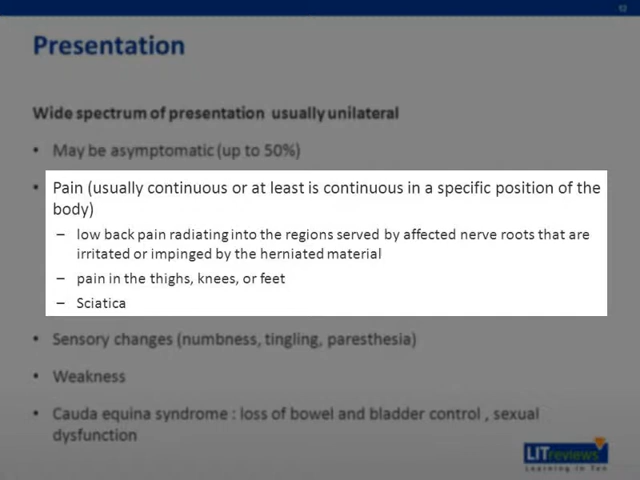 12
Presentation
Wide spectrum of presentation usually unilateral
• May be asymptomatic (up to 50%)
• Pain (usually continuous or at least is continuous in a specific position of the
body)
– low back pain radiating into the regions served by affected nerve roots that are
irritated or impinged by the herniated material
– pain in the thighs, knees, or feet
– Sciatica
• Sensory changes (numbness, tingling, paresthesia)
• Weakness
• Cauda equina syndrome : loss of bowel and bladder control , sexual
dysfunction
LITreviews
Learning in Ten